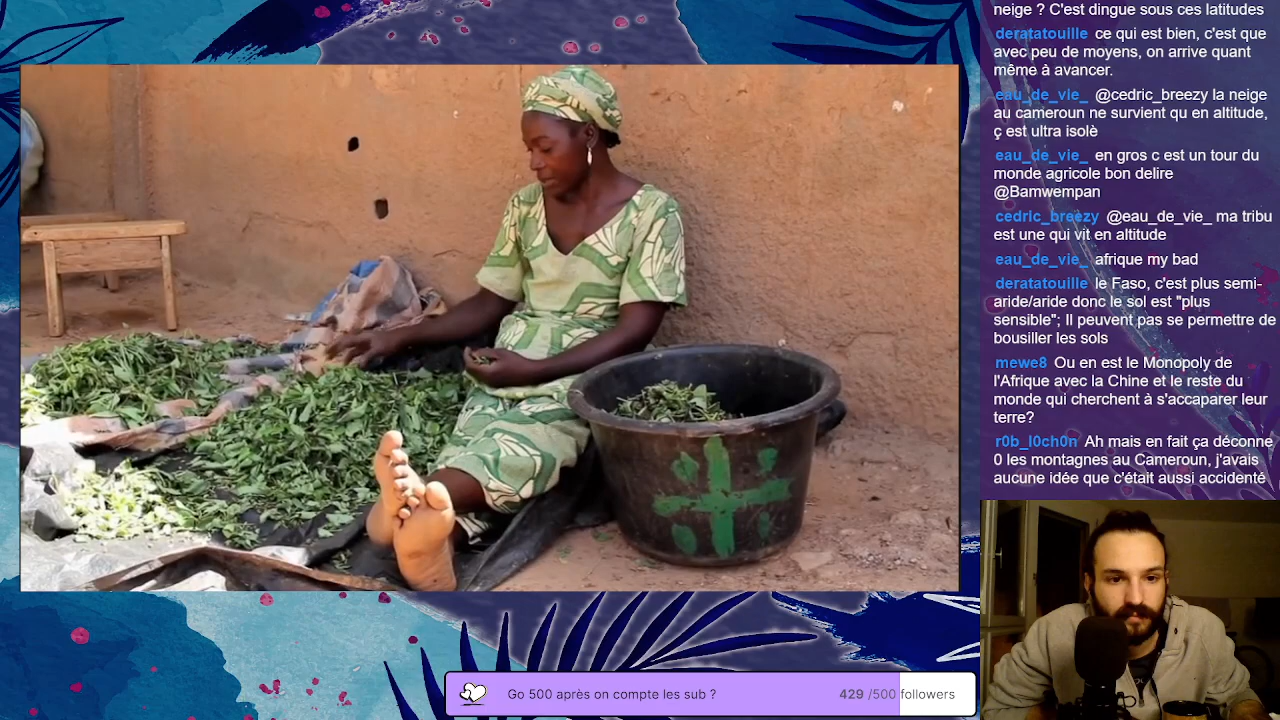 neige ? C'est dingue sous ces latitudes
deratatouille ce qui est bien, c'est que
avec peu de moyens, on arrive quant
même à avancer.
eau_de_vie_ @cedric_breezy la neige
au cameroun ne survient qu en altitude,
ç est ultra isolè
eau_de_vie_ en gros c est un tour du
monde agricole bon delire
@Bamwempan
cedric_breezy @eau_de_vie_ ma tribu
est une qui vit en altitude
eau_de_vie_ afrique my bad
deratatouille le Faso, c'est plus semi-
aride/aride donc le sol est "plus
sensible"; Il peuvent pas se permettre de
bousiller les sols
mewe8 Ou en est le Monopoly de
l'Afrique avec la Chine et le reste du
monde qui cherchent à s'accaparer leur
terre?
r0b_l0ch0n Ah mais en fait ça déconne
0 les montagnes au Cameroun, j'avais
aucune idée que c'était aussi accidenté
Go 500 après on compte les sub ? 429 /500 followers